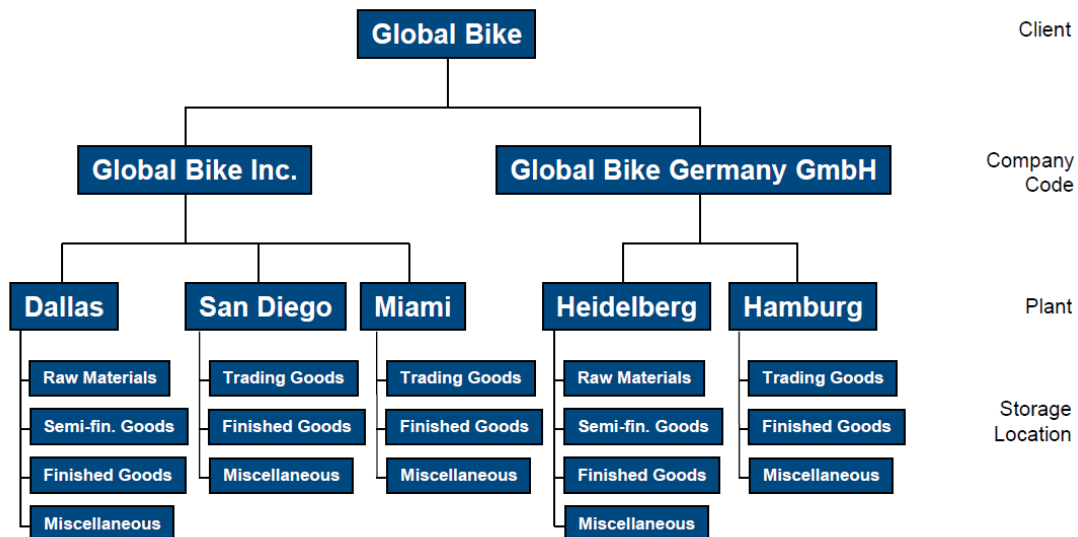 Global Bike
Client
Global Bike Inc.
Global Bike Germany GmbH
Company
Code
Dallas
San Diego
Miami
Heidelberg
Hamburg
Plant
Raw Materials
Trading Goods
Trading Goods
Raw Materials
Trading Goods
Semi-fin. Goods
Finished Goods
Finished Goods
Semi-fin. Goods
Finished Goods
Storage
Location
Finished Goods
Miscellaneous
Miscellaneous
Finished Goods
Miscellaneous
Miscellaneous
Miscellaneous